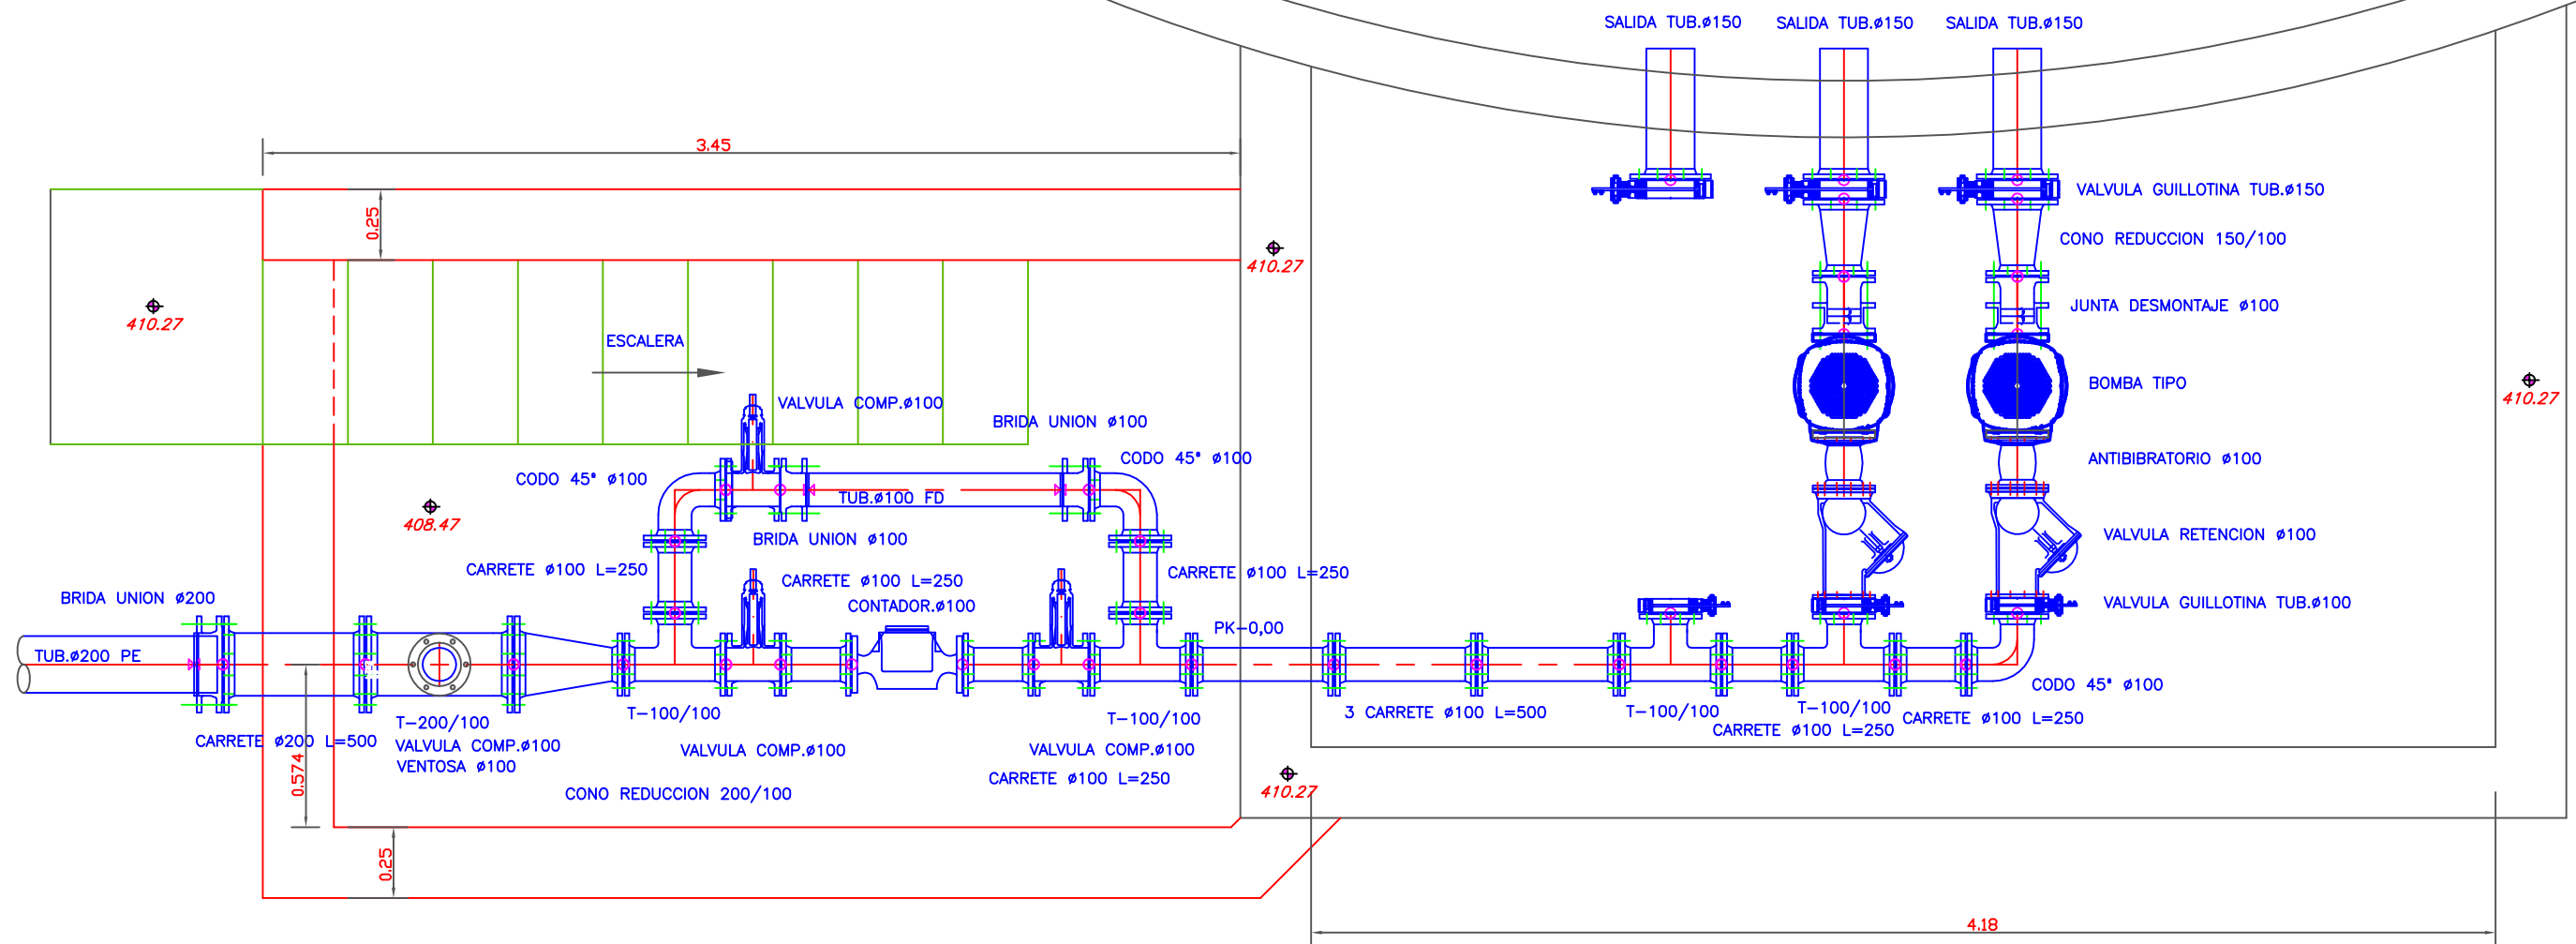 SALIDA TUB.ø150
SALIDA TUB.ø150
SALIDA TUB.ø150
3.45
VALVULA GUILLOTINA TUB.ø150
0.25
CONO REDUCCION 150/100
410.27
410.27
JUNTA DESMONTAJE ø100
ESCALERA
BOMBA TIPO
410.27
VALVULA COMP.ø100
BRIDA UNION ø100
CODO 45° ø100
ANTIBIBRATORIO ø100
CODO 45° ø100
TUB.ø100 FD
408.47
VALVULA RETENCION ø100
BRIDA UNION ø100
CARRETE ø100 L=250
CARRETE ø100 L=250
CARRETE ø100 L=250
BRIDA UNION ø200
CONTADOR.ø100
VALVULA GUILLOTINA TUB.ø100
PK-0,00
TUB.ø200 PE
CODO 45° ø100
T-200/100
T-100/100
T-100/100
3 CARRETE ø100 L=500
T-100/100
T-100/100
CARRETE ø100 L=250
CARRETE ø100 L=250
CARRETE ø200 L=500
VALVULA COMP.ø100
VENTOSA ø100
VALVULA COMP.ø100
VALVULA COMP.ø100
CARRETE ø100 L=250
0.574
CONO REDUCCION 200/100
410.27
0.25
4.18